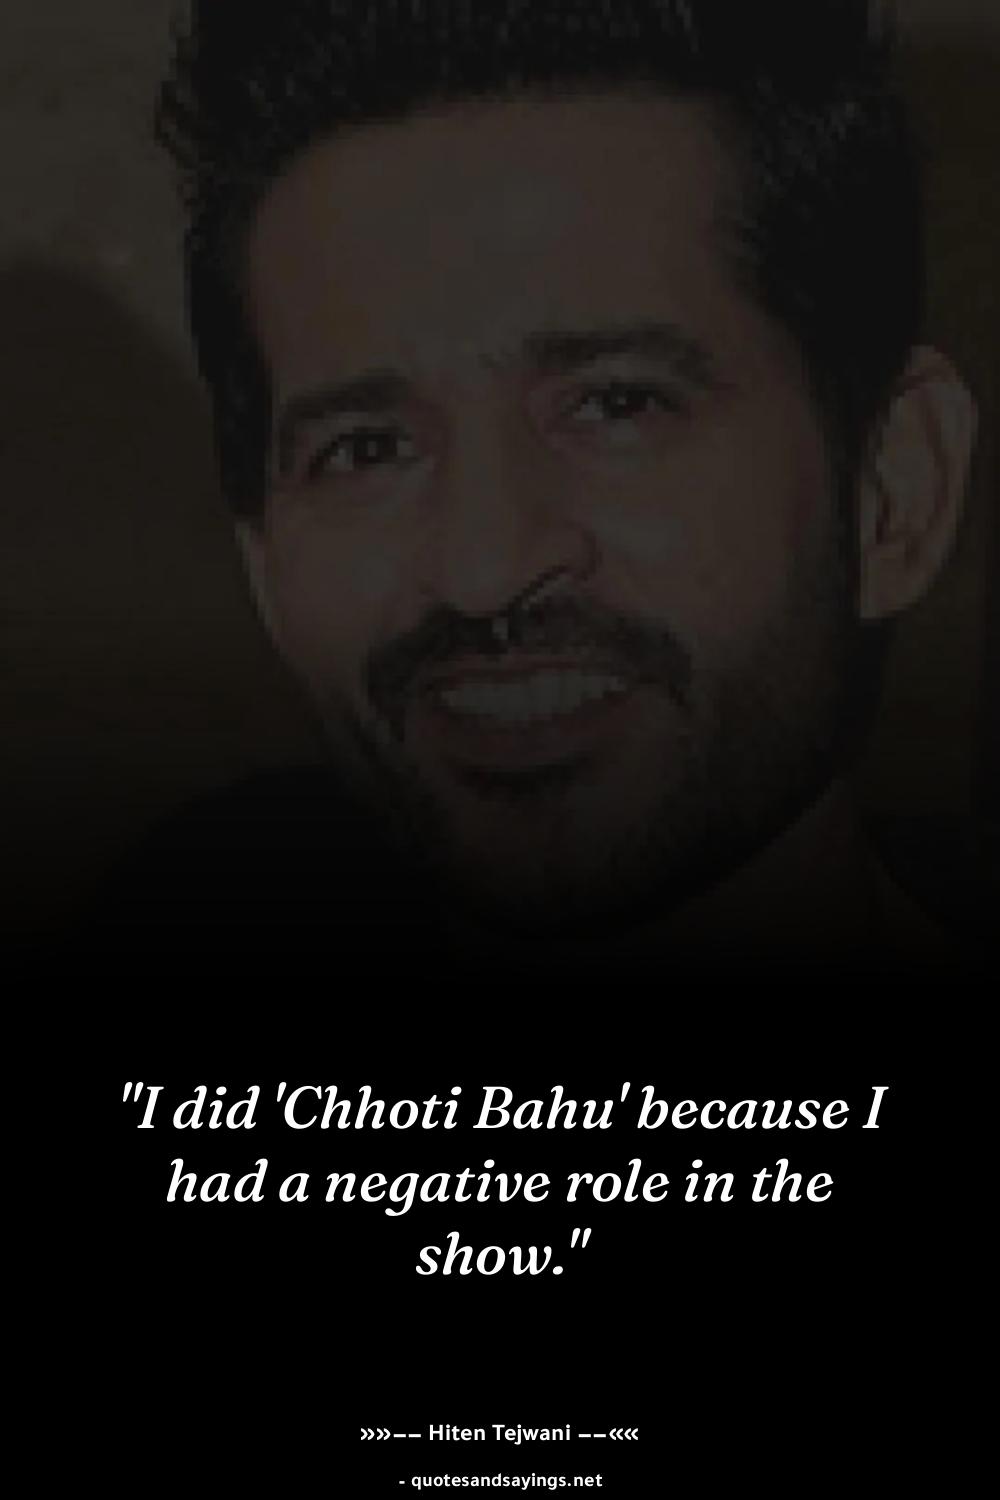 "I did 'Chhoti Bahu' because I
had a negative role in the
show."
»»−− Hiten Tejwani −−««
- quotesandsayings.net